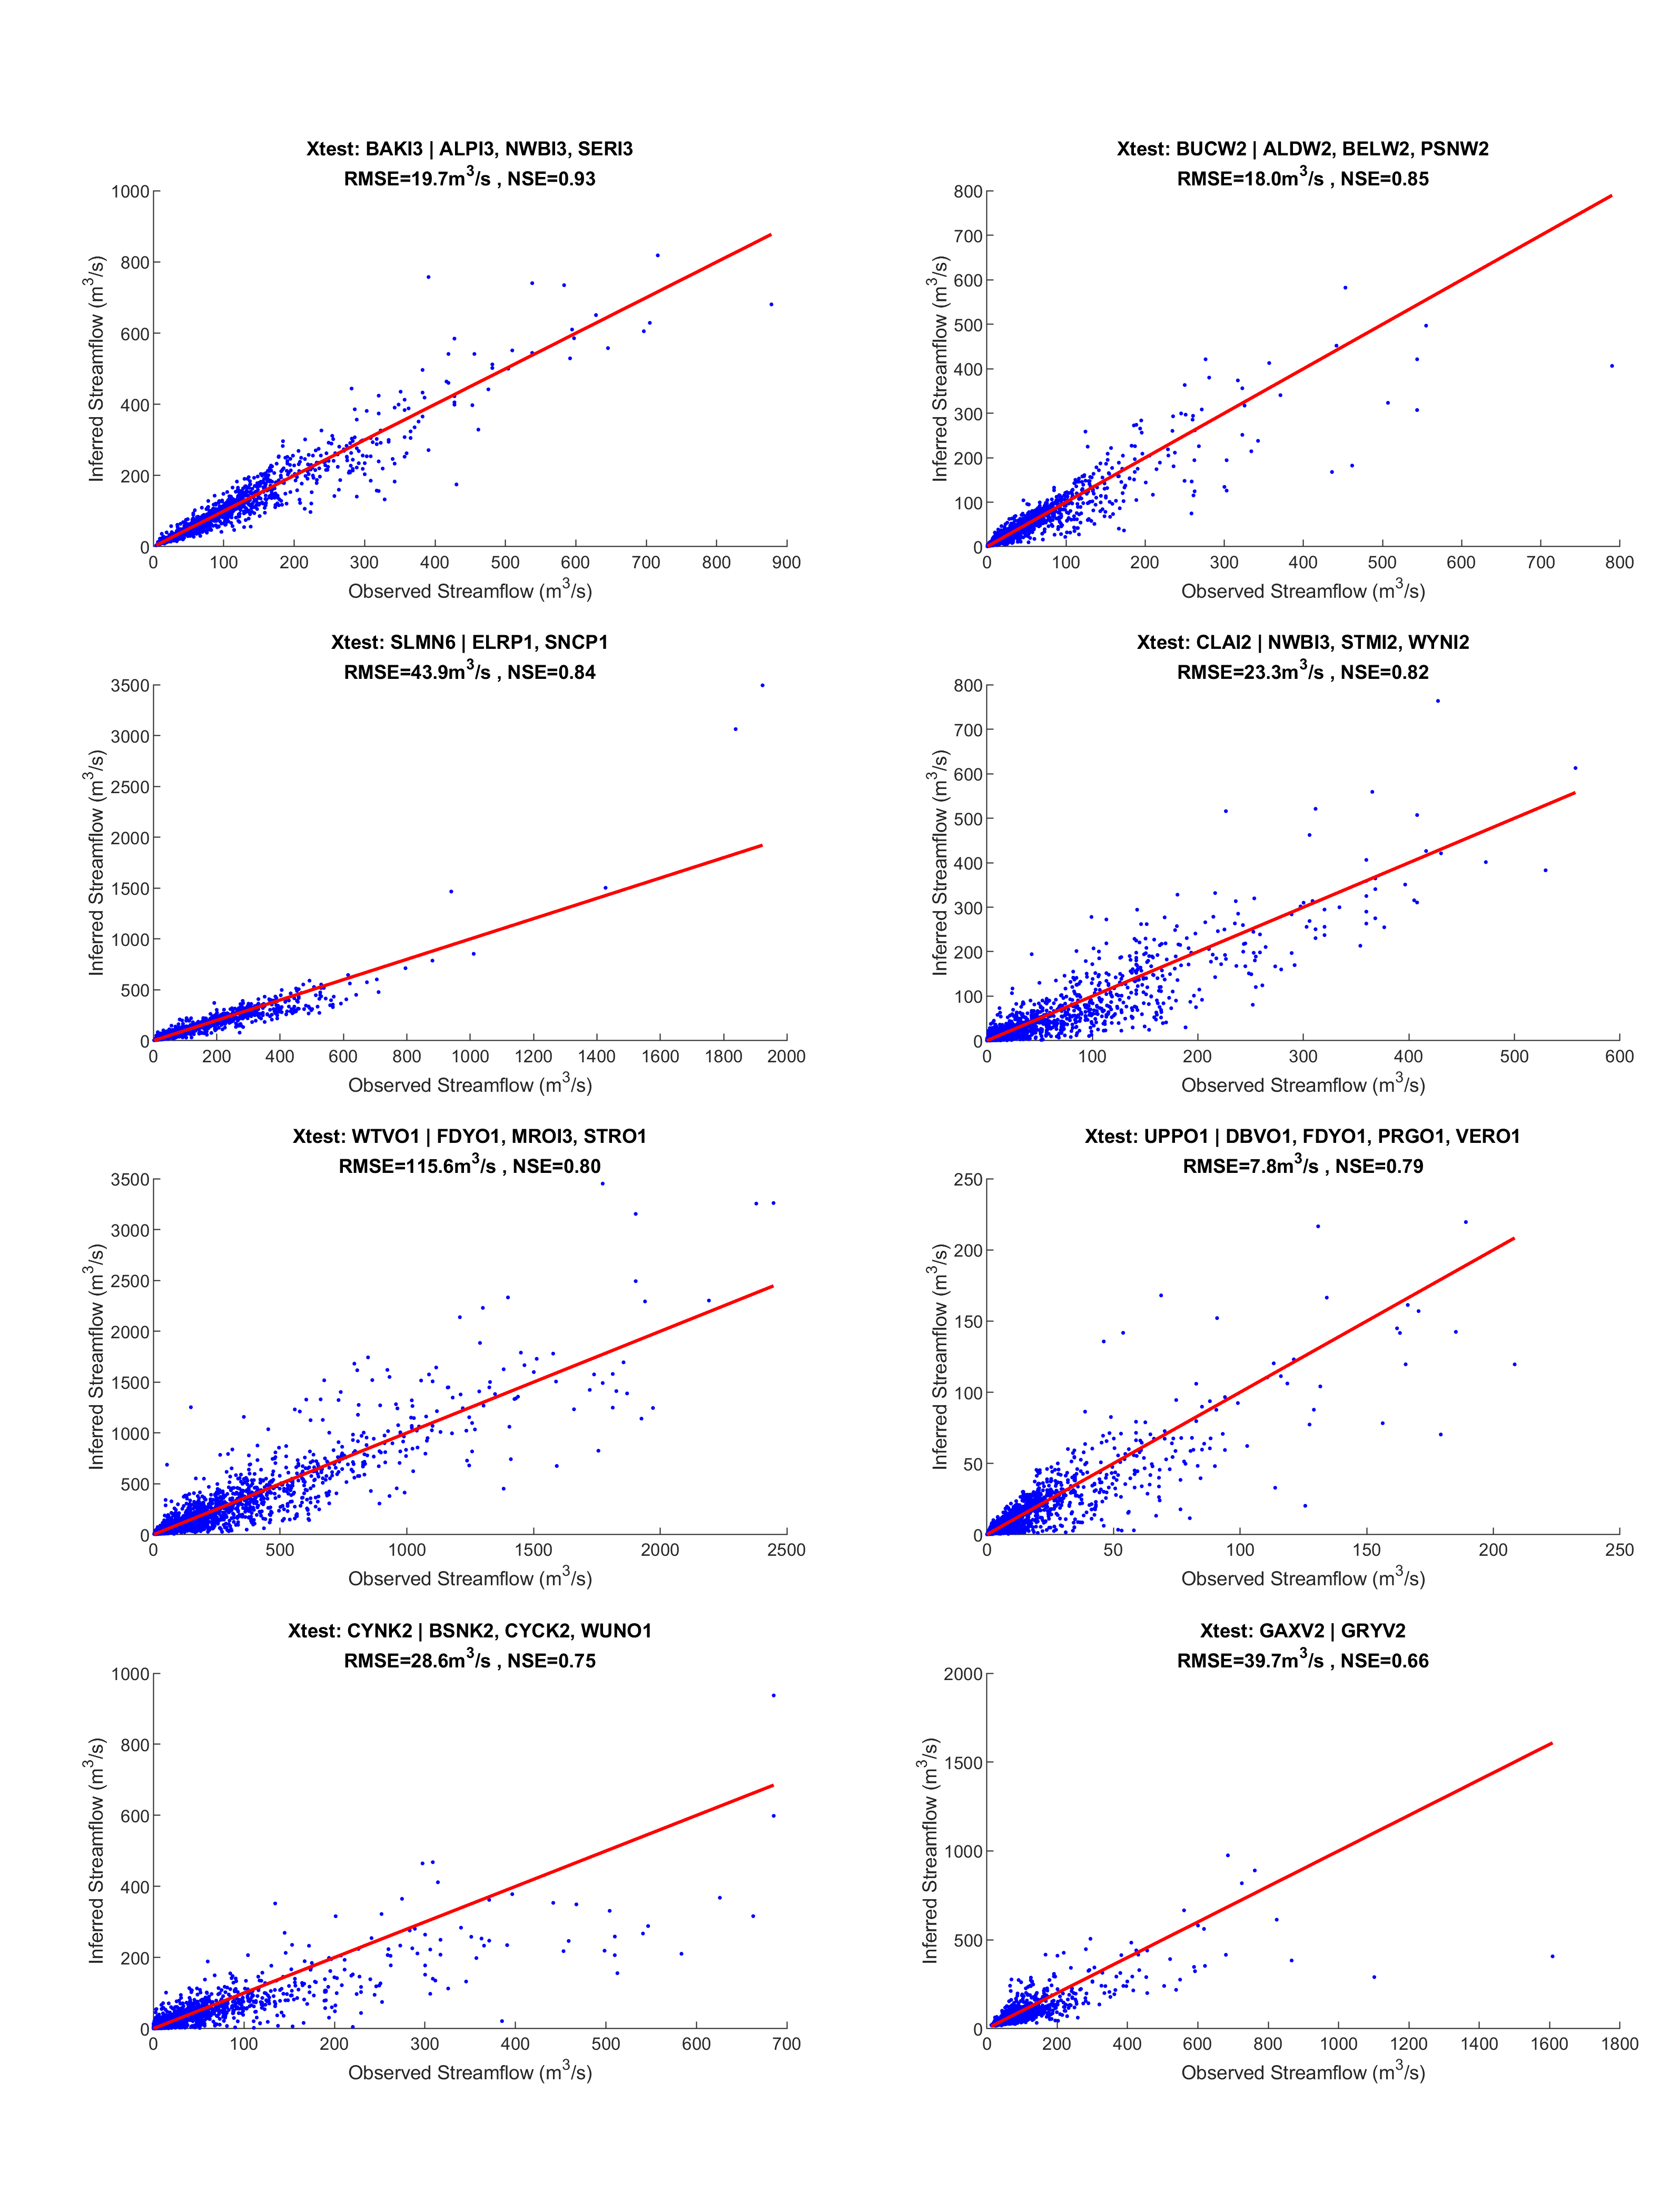 Xtest: BAKI3 | ALPI3, NWBI3, SERI3
RMSE=19.7m³/s , NSE=0.93
1000
800
600
400
200
0
Inferred Streamflow (m³/s)
0 100 200 300 400 500 600 700 800 900
Observed Streamflow (m³/s)
Xtest: BUCW2 | ALDW2, BELW2, PSNW2
RMSE=18.0m³/s , NSE=0.85
800
700
600
500
400
300
200
100
0
Inferred Streamflow (m³/s)
0 100 200 300 400 500 600 700 800
Observed Streamflow (m³/s)
Xtest: SLMN6 | ELRP1, SNCP1
RMSE=43.9m³/s , NSE=0.84
3500
3000
2500
2000
1500
1000
500
0
Inferred Streamflow (m³/s)
0 200 400 600 800 1000 1200 1400 1600 1800 2000
Observed Streamflow (m³/s)
Xtest: CLAI2 | NWBI3, STMI2, WYNI2
RMSE=23.3m³/s , NSE=0.82
800
700
600
500
400
300
200
100
0
Inferred Streamflow (m³/s)
0 100 200 300 400 500 600
Observed Streamflow (m³/s)
Xtest: WTVO1 | FDYO1, MROI3, STRO1
RMSE=115.6m³/s , NSE=0.80
3500
3000
2500
2000
1500
1000
500
0
Inferred Streamflow (m³/s)
0 500 1000 1500 2000 2500
Observed Streamflow (m³/s)
Xtest: UPPO1 | DBVO1, FDYO1, PRGO1, VERO1
RMSE=7.8m³/s , NSE=0.79
250
200
150
100
50
0
Inferred Streamflow (m³/s)
0 50 100 150 200 250
Observed Streamflow (m³/s)
Xtest: CYNK2 | BSNK2, CYCK2, WUNO1
RMSE=28.6m³/s , NSE=0.75
1000
800
600
400
200
0
Inferred Streamflow (m³/s)
0 100 200 300 400 500 600 700
Observed Streamflow (m³/s)
Xtest: GAXV2 | GRYV2
RMSE=39.7m³/s , NSE=0.66
2000
1500
1000
500
0
Inferred Streamflow (m³/s)
0 200 400 600 800 1000 1200 1400 1600 1800
Observed Streamflow (m³/s)